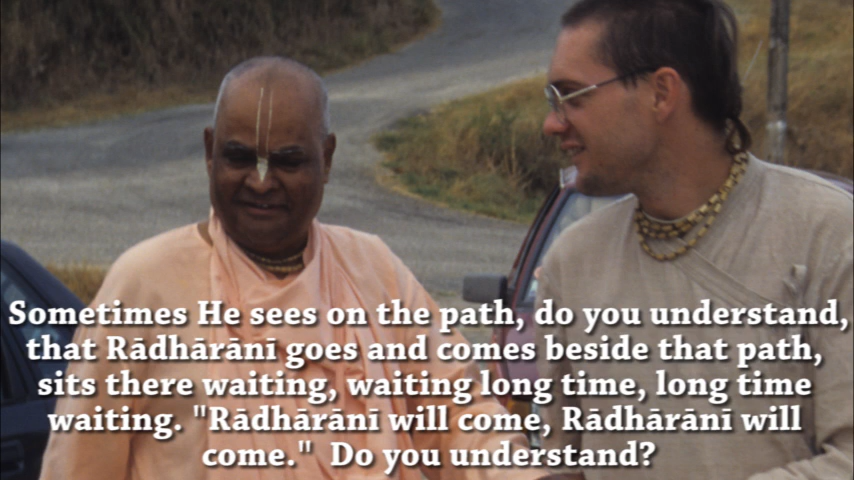 Sometimes He sees on the path, do you understand,
that Rādhārāṇī goes and comes beside that path,
sits there waiting, waiting long time, long time
waiting. "Rādhārāṇī will come, Rādhārāṇī will
come."  Do you understand?